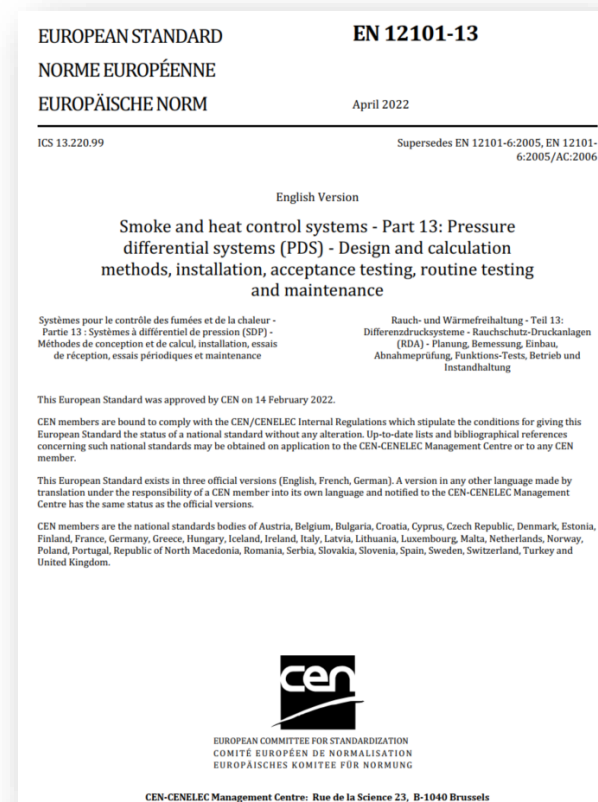 EUROPEAN STANDARD
NORME EUROPÉENNE
EUROPÄISCHE NORM
EN 12101-13
April 2022
ICS 13.220.99
Supersedes EN 12101-6:2005, EN 12101-
6:2005/AC:2006
English Version
Smoke and heat control systems - Part 13: Pressure
differential systems (PDS) - Design and calculation
methods, installation, acceptance testing, routine testing
and maintenance
Systèmes pour le contrôle des fumées et de la chaleur -
Partie 13 : Systèmes à différentiel de pression (SDP) -
Méthodes de conception et de calcul, installation, essais
de réception, essais périodiques et maintenance
Rauch- und Wärmefreihaltung - Teil 13:
Differenzdrucksysteme - Rauchschutz-Druckanlagen
(RDA) - Planung, Bemessung, Einbau,
Abnahmeprüfung, Funktions-Tests, Betrieb und
Instandhaltung
This European Standard was approved by CEN on 14 February 2022.
CEN members are bound to comply with the CEN/CENELEC Internal Regulations which stipulate the conditions for giving this
European Standard the status of a national standard without any alteration. Up-to-date lists and bibliographical references
concerning such national standards may be obtained on application to the CEN-CENELEC Management Centre or to any CEN
member.
This European Standard exists in three official versions (English, French, German). A version in any other language made by
translation under the responsibility of a CEN member into its own language and notified to the CEN-CENELEC Management
Centre has the same status as the official versions.
CEN members are the national standards bodies of Austria, Belgium, Bulgaria, Croatia, Cyprus, Czech Republic, Denmark, Estonia,
Finland, France, Germany, Greece, Hungary, Iceland, Ireland, Italy, Latvia, Lithuania, Luxembourg, Malta, Netherlands, Norway,
Poland, Portugal, Republic of North Macedonia, Romania, Serbia, Slovakia, Slovenia, Spain, Sweden, Switzerland, Turkey and
United Kingdom.
cen
EUROPEAN COMMITTEE FOR STANDARDIZATION
COMITÉ EUROPÉEN DE NORMALISATION
EUROPÄISCHES KOMITEE FÜR NORMUNG
CEN-CENELEC Management Centre: Rue de la Science 23, B-1040 Brussels